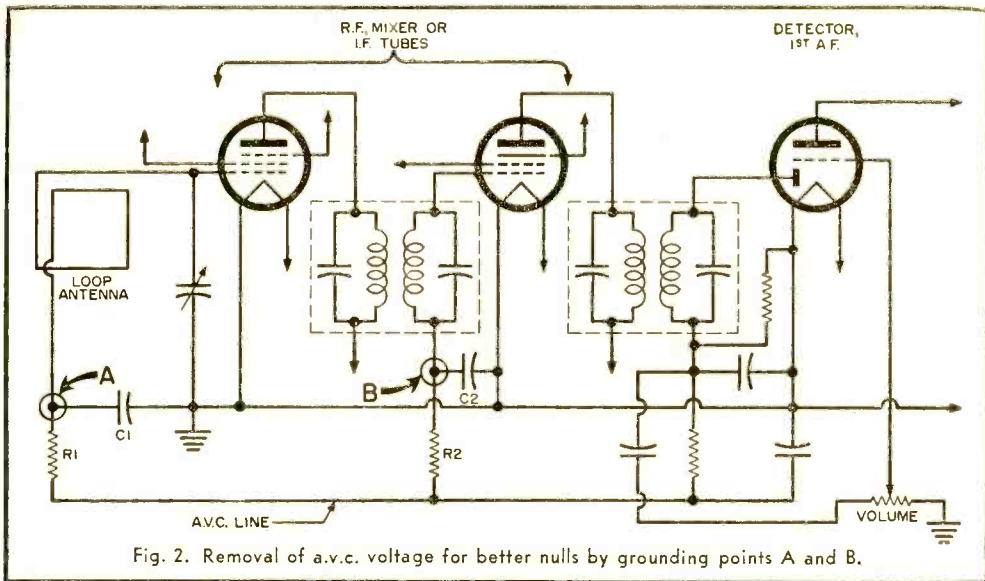 R.F., MIXER OR
I.F. TUBES
DETECTOR,
1ST A.F.
LOOP
ANTENNA
A
C1
R1
B
C2
R2
A.V.C. LINE
VOLUME
Fig. 2. Removal of a.v.c. voltage for better nulls by grounding points A and B.